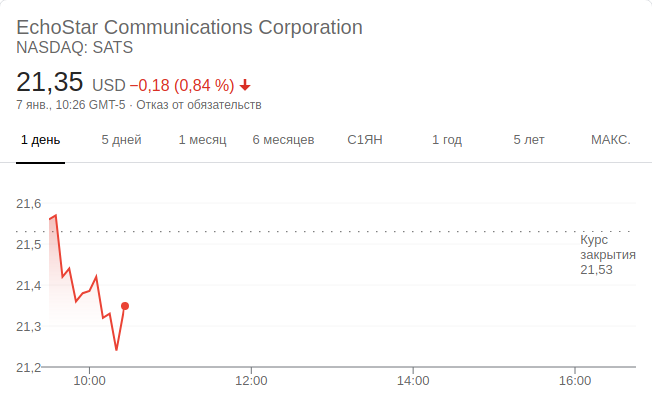 EchoStar Communications Corporation
NASDAQ: SATS
21,35 USD −0,18 (0,84 %)
7 янв., 10:26 GMT-5 · Отказ от обязательств
1 день 5 дней 1 месяц 6 месяцев С1ЯН 1 год 5 лет МАКС.
21,6
21,5
21,4
21,3
21,2
Курс
закрытия
21,53
10:00 12:00 14:00 16:00